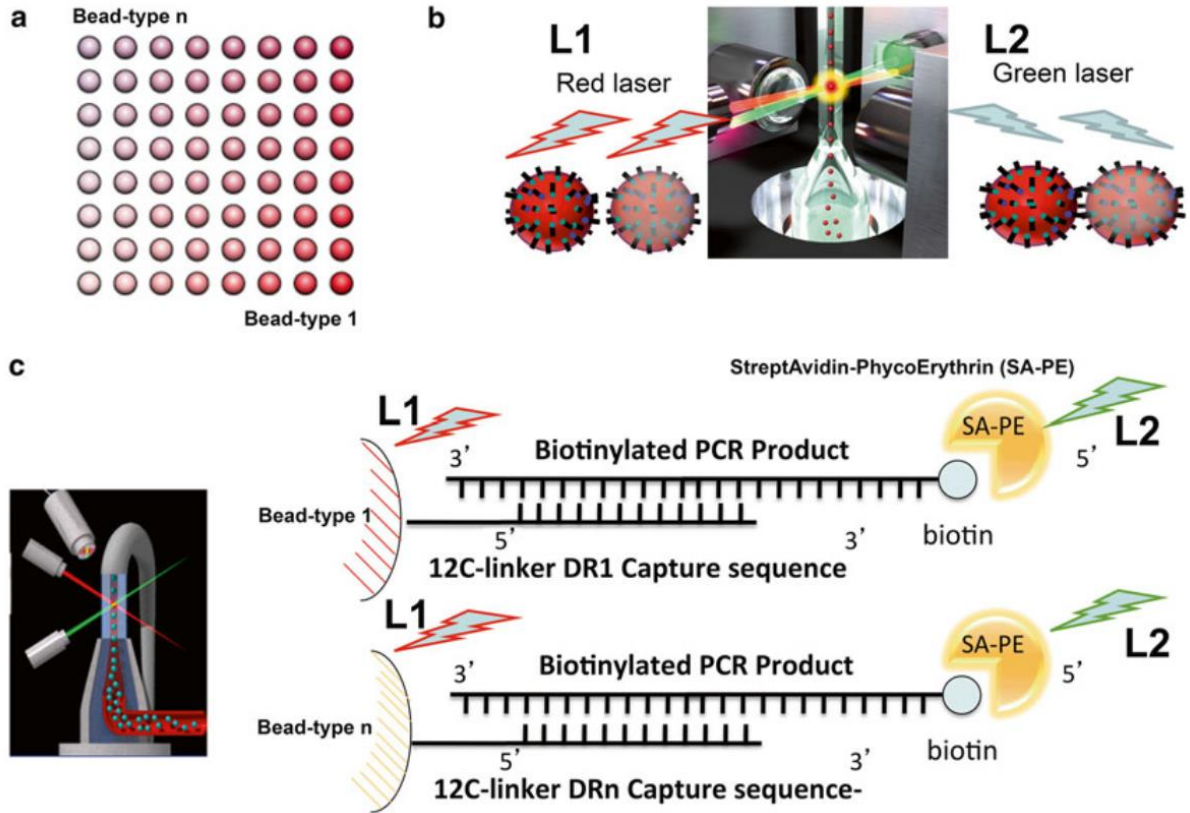 a
Bead-type n
Bead-type 1
b
L1
Red laser
L2
Green laser
c
StreptAvidin-PhycoErythrin (SA-PE)
L1
SA-PE
L2
3’
Biotinylated PCR Product
5’
Bead-type 1
5’
3’
biotin
12C-linker DR1 Capture sequence
L1
SA-PE
L2
3’
Biotinylated PCR Product
5’
Bead-type n
5’
3’
biotin
12C-linker DRn Capture sequence-